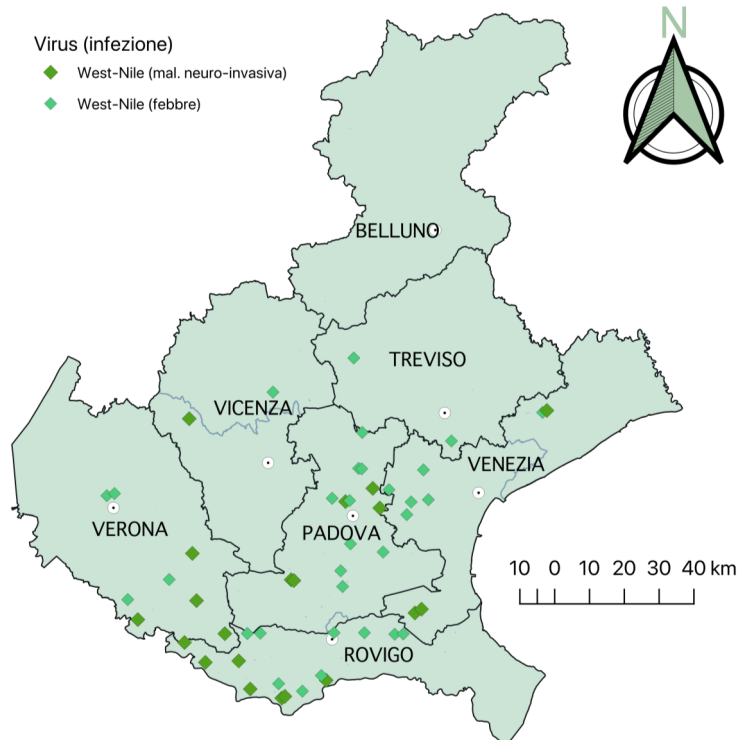 N
Virus (infezione)
West-Nile (mal. neuro-invasiva)
West-Nile (febbre)
BELLUNO
TREVISO
VICENZA
VENEZIA
VERONA
PADOVA
10 0 10 20 30 40 km
ROVIGO